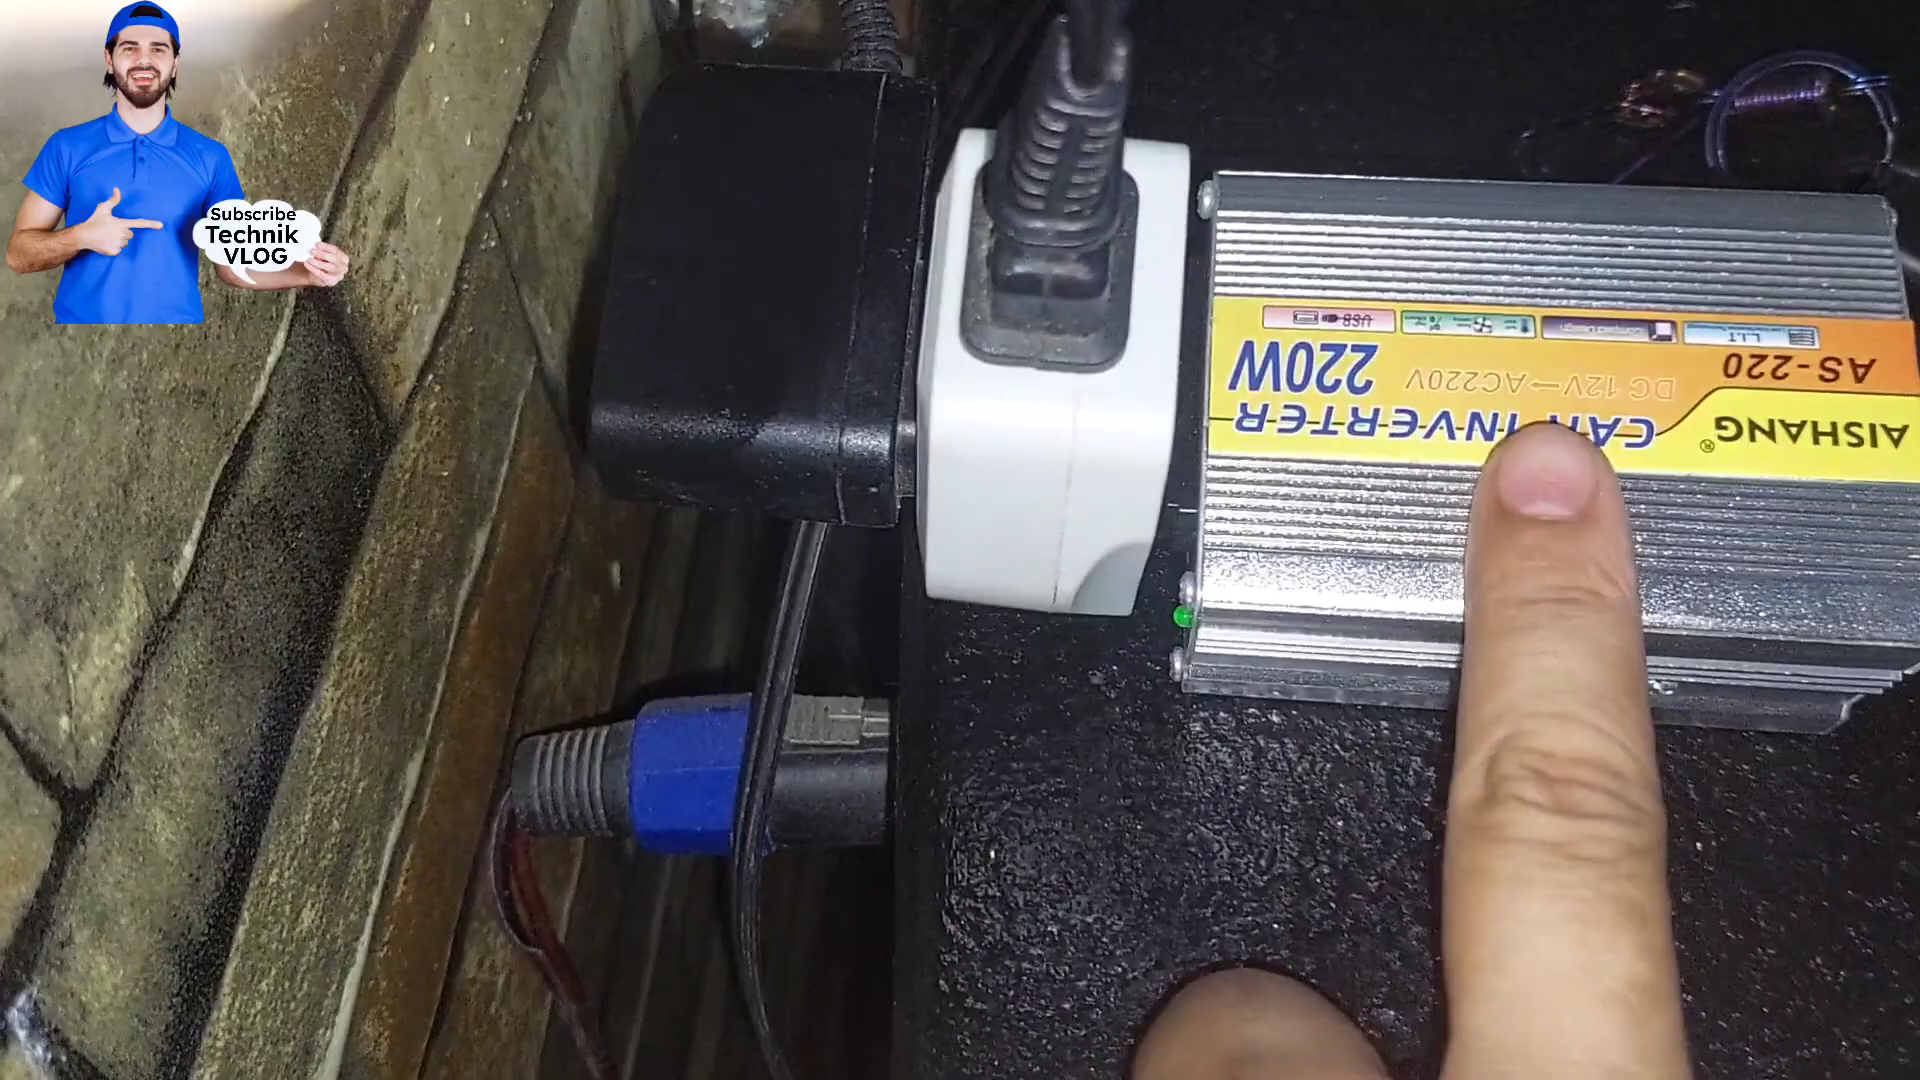 Subscribe
Technik
VLOG
AISHANG®
CAR INVERTER
DC 12V→AC220V
220W
AS-220
USB